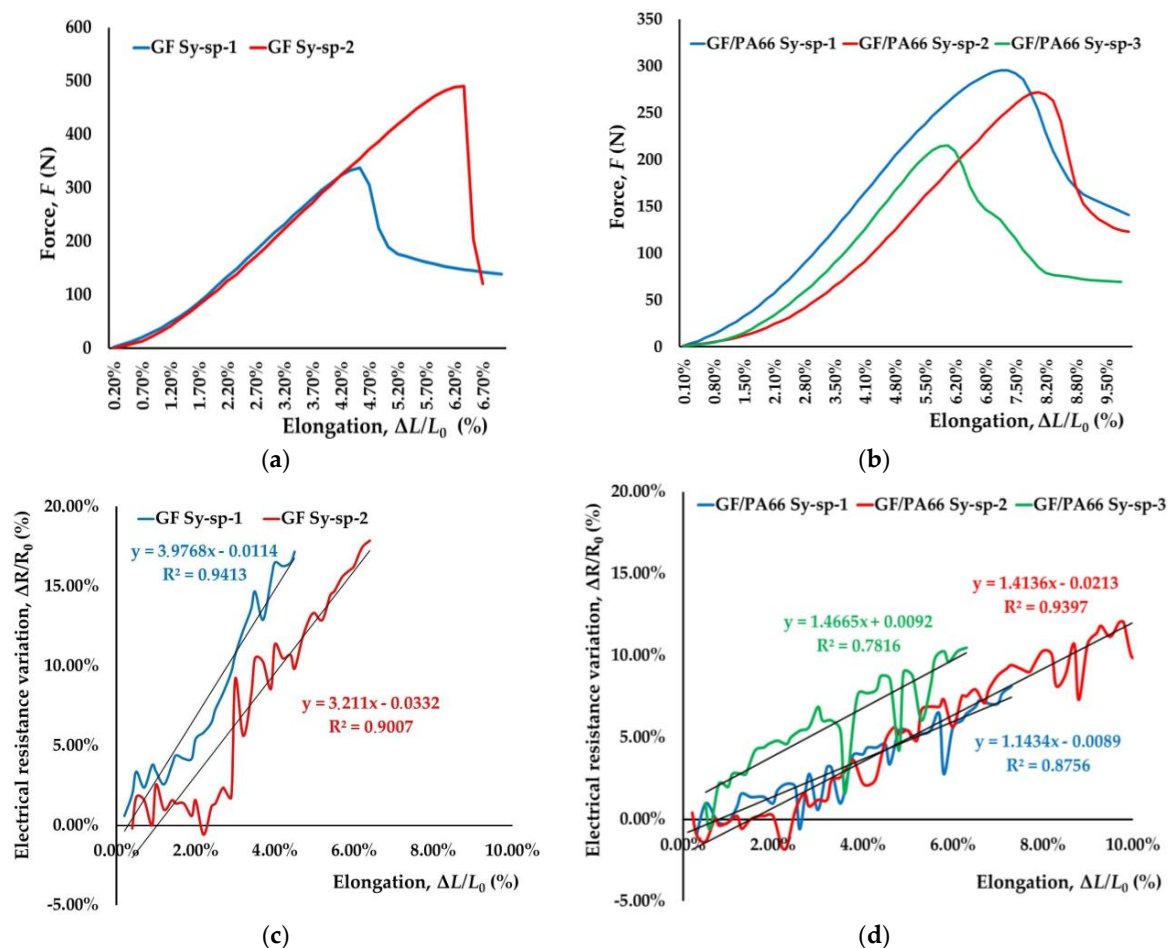 600
500
400
300
200
100
0
Force, F (N)
GF Sy-sp-1 GF Sy-sp-2
0.20% 0.70% 1.20% 1.70% 2.20% 2.70% 3.20% 3.70% 4.20% 4.70% 5.20% 5.70% 6.20% 6.70%
Elongation, ΔL/L0 (%)
(a)
350
300
250
200
150
100
50
0
Force, F (N)
GF/PA66 Sy-sp-1 GF/PA66 Sy-sp-2 GF/PA66 Sy-sp-3
0.10% 0.80% 1.50% 2.10% 2.80% 3.50% 4.10% 4.80% 5.50% 6.20% 6.80% 7.50% 8.20% 8.80% 9.50%
Elongation, ΔL/L0 (%)
(b)
20.00%
15.00%
10.00%
5.00%
0.00%
-5.00%
Electrical resistance variation, ΔR/R0 (%)
GF Sy-sp-1 GF Sy-sp-2
y = 3.9768x - 0.0114
R² = 0.9413
y = 3.211x - 0.0332
R² = 0.9007
0.00% 2.00% 4.00% 6.00% 8.00% 10.00%
Elongation, ΔL/L0 (%)
(c)
20.00%
15.00%
10.00%
5.00%
0.00%
-5.00%
Electrical resistance variation, ΔR/R0 (%)
GF/PA66 Sy-sp-1 GF/PA66 Sy-sp-2 GF/PA66 Sy-sp-3
y = 1.4136x - 0.0213
R² = 0.9397
y = 1.4665x + 0.0092
R² = 0.7816
y = 1.1434x - 0.0089
R² = 0.8756
0.00% 2.00% 4.00% 6.00% 8.00% 10.00%
Elongation, ΔL/L0 (%)
(d)